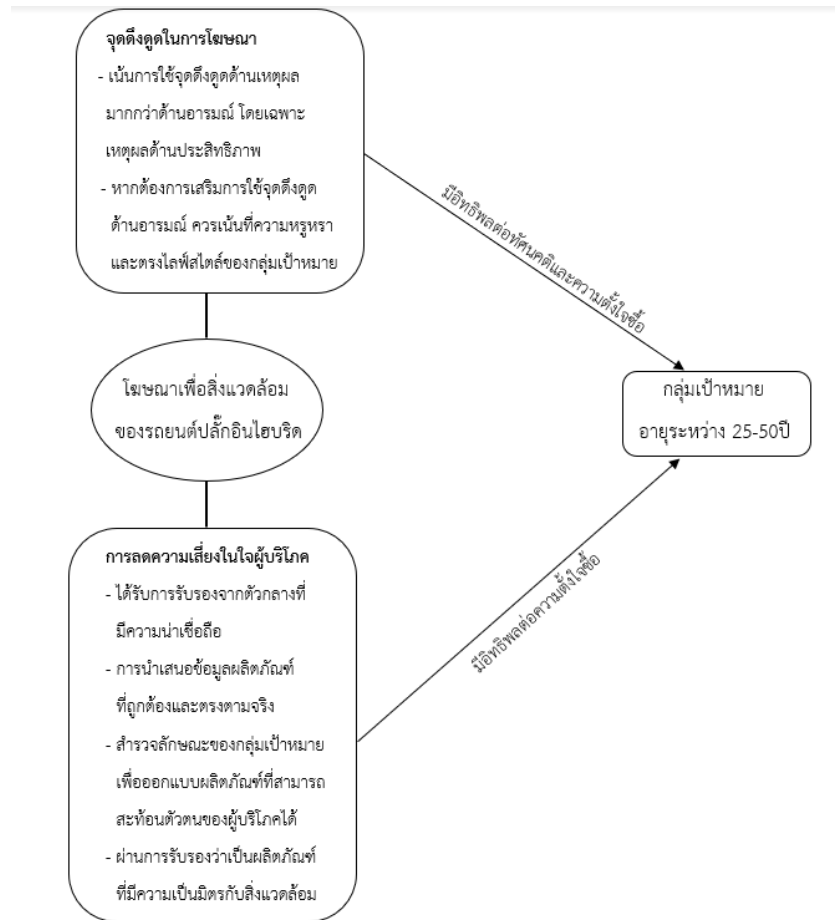 จุดดึงดูดในการโฆษณา
- เน้นการใช้จุดดึงดูดด้านเหตุผล
มากกว่าด้านอารมณ์ โดยเฉพาะ
เหตุผลด้านประสิทธิภาพ
- หากต้องการเสริมการใช้จุดดึงดูด
ด้านอารมณ์ ควรเน้นที่ความหรูหรา
และตรงไลฟ์สไตล์ของกลุ่มเป้าหมาย
มีอิทธิพลต่อทัศนคติและความตั้งใจซื้อ
โฆษณาเพื่อสิ่งแวดล้อม
ของรถยนต์ปลั๊กอินไฮบริด
กลุ่มเป้าหมาย
อายุระหว่าง 25-50ปี
การลดความเสี่ยงในใจผู้บริโภค
- ได้รับการรับรองจากตัวกลางที่
มีความน่าเชื่อถือ
- การนำเสนอข้อมูลผลิตภัณฑ์
ที่ถูกต้องและตรงตามจริง
- สำรวจลักษณะของกลุ่มเป้าหมาย
เพื่อออกแบบผลิตภัณฑ์ที่สามารถ
สะท้อนตัวตนของผู้บริโภคได้
- ผ่านการรับรองว่าเป็นผลิตภัณฑ์
ที่มีความเป็นมิตรกับสิ่งแวดล้อม
มีอิทธิพลต่อความตั้งใจซื้อ